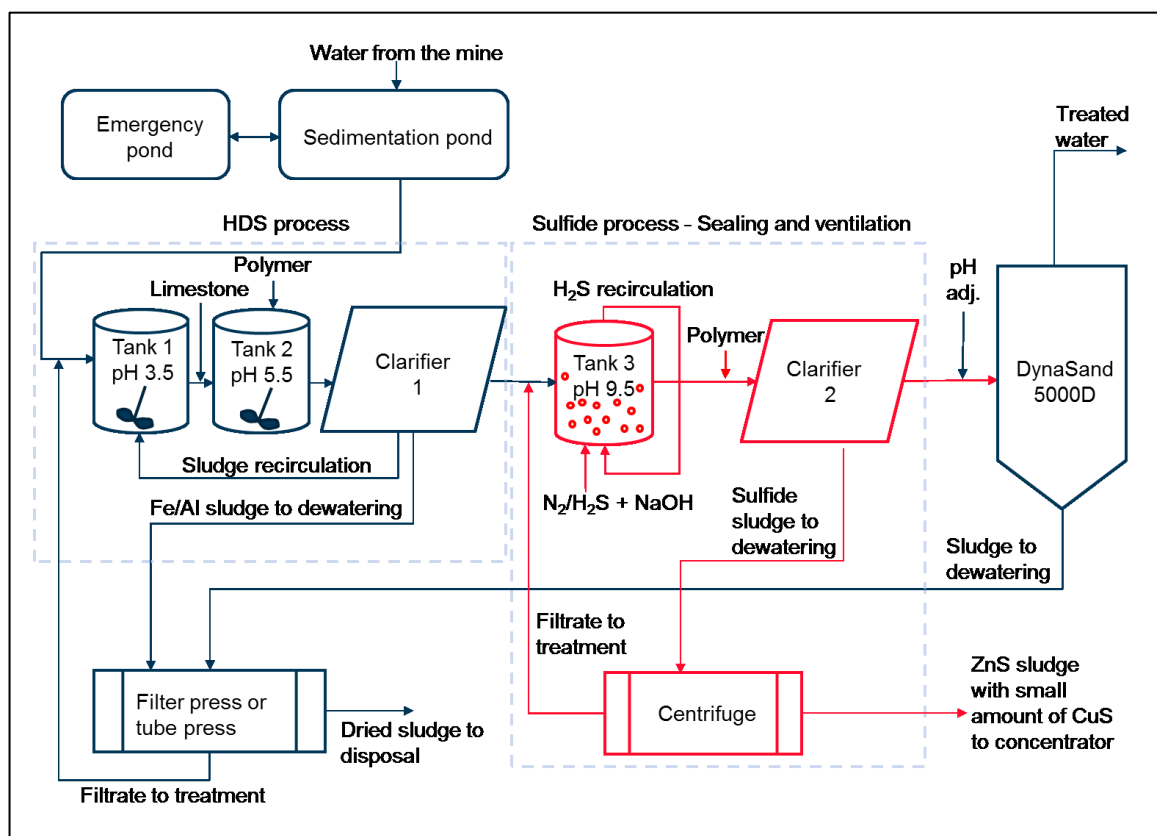 Water from the mine
Emergency
pond
Sedimentation pond
Treated
water
HDS process
Sulfide process - Sealing and ventilation
Polymer
Limestone
Tank 1
pH 3.5
Tank 2
pH 5.5
Clarifier
1
Sludge recirculation
Fe/Al sludge to dewatering
H₂S recirculation
Tank 3
pH 9.5
N₂/H₂S + NaOH
Polymer
Clarifier
2
Sulfide
sludge to
dewatering
pH
adj.
DynaSand
5000D
Sludge to
dewatering
Filtrate to
treatment
Filter press or
tube press
Dried sludge to
disposal
Filtrate to treatment
Centrifuge
ZnS sludge
with small
amount of CuS
to concentrator